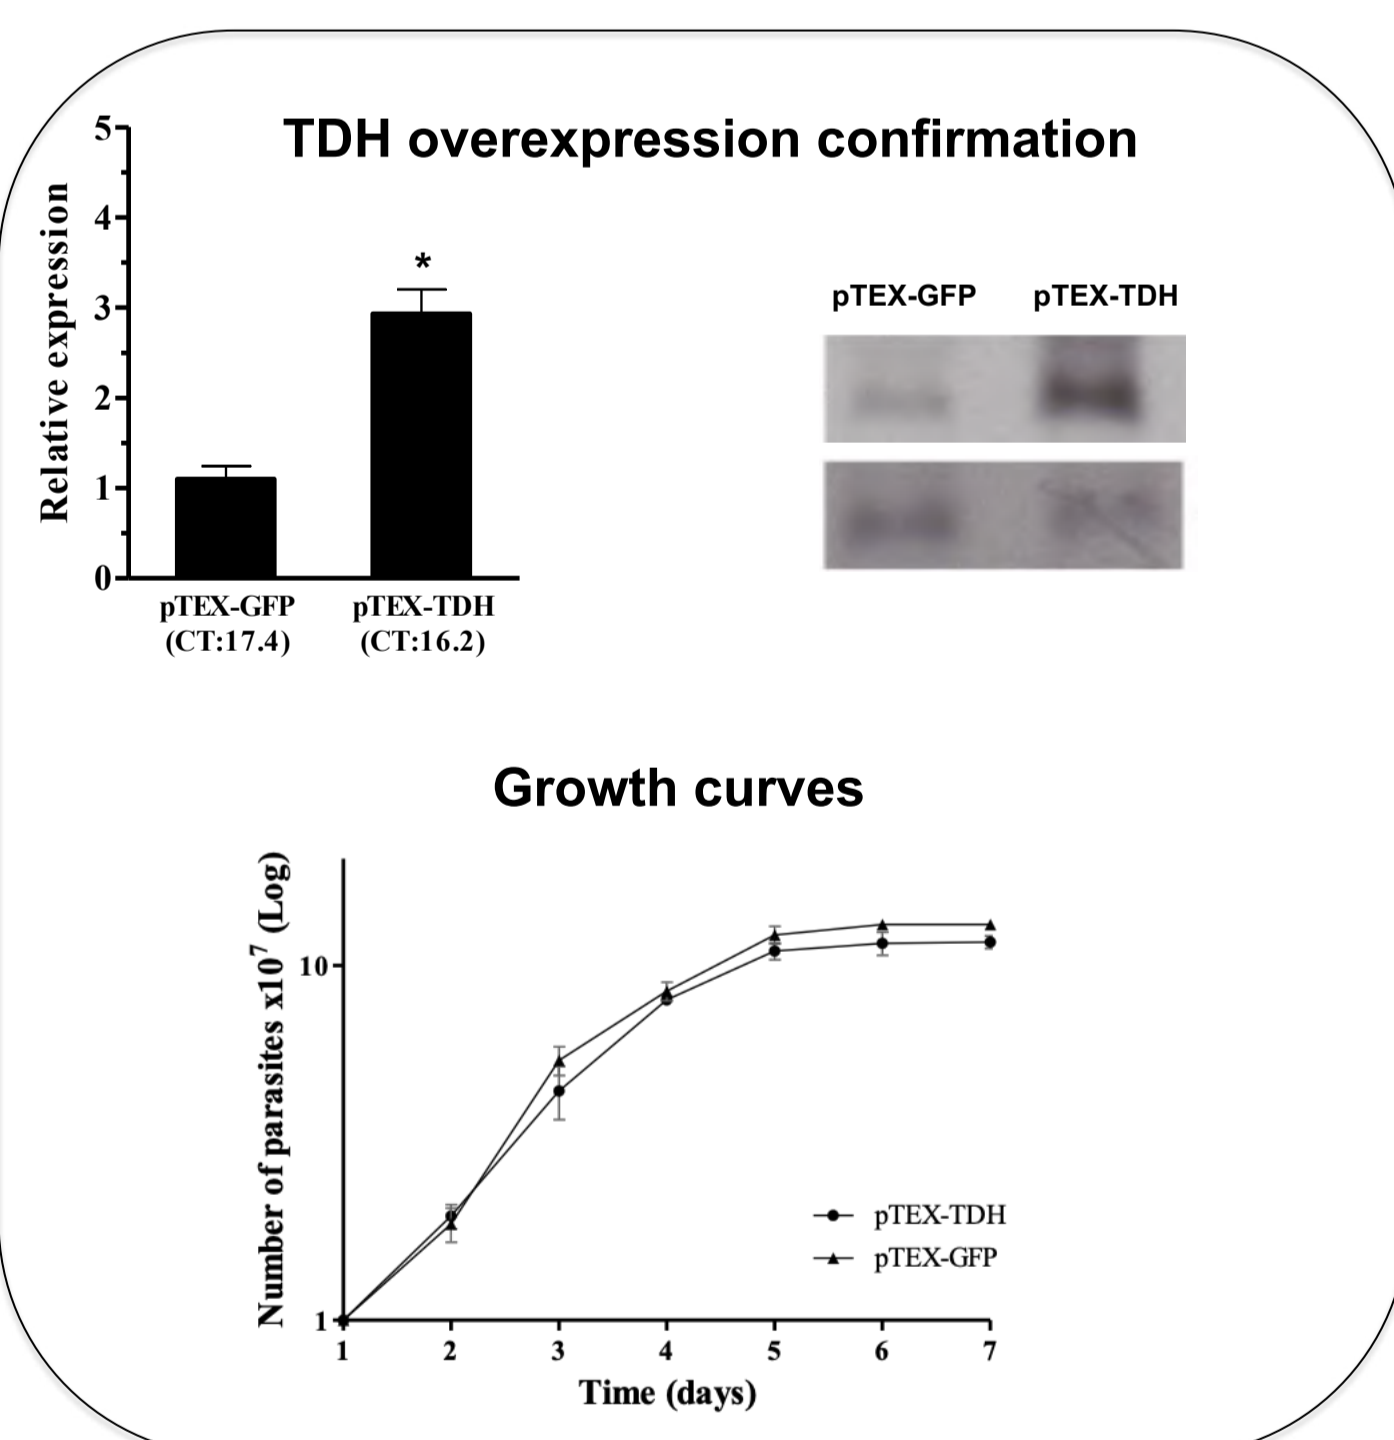 TDH overexpression confirmation
Relative expression
5
4
3
2
1
0
*
pTEX-GFP
(CT:17.4)
pTEX-TDH
(CT:16.2)
pTEX-GFP pTEX-TDH
Growth curves
Number of parasites x10⁷ (Log)
10
1
1 2 3 4 5 6 7
Time (days)
pTEX-TDH
pTEX-GFP